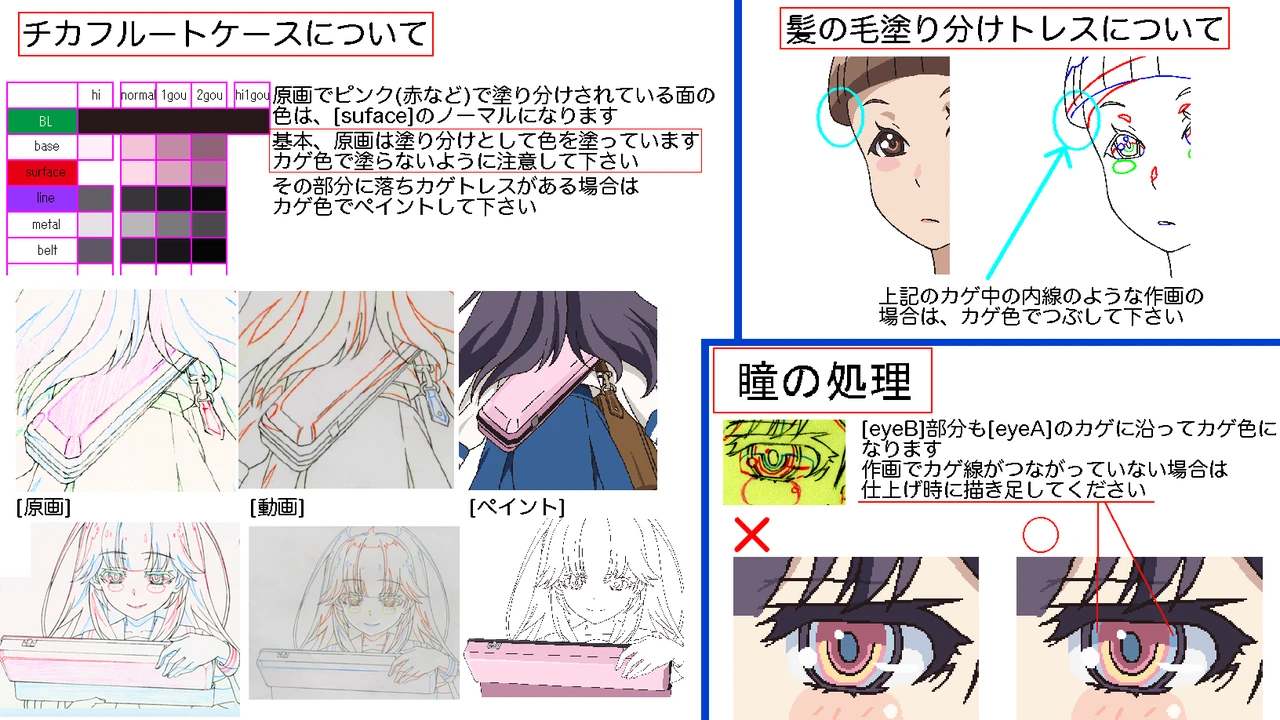 チカフルートケースについて
hi normal 1gou 2gou hi1gou
BL
base
surface
line
metal
belt
原画でピンク(赤など)で塗り分けされている面の
色は、[suface]のノーマルになります
基本、原画は塗り分けとして色を塗っています
カゲ色で塗らないように注意して下さい
その部分に落ちカゲトレスがある場合は
カゲ色でペイントして下さい
[原画] [動画] [ペイント]
髪の毛塗り分けトレスについて
上記のカゲ中の内線のような作画の
場合は、カゲ色でつぶして下さい
瞳の処理
[eyeB]部分も[eyeA]のカゲに沿ってカゲ色に
なります
作画でカゲ線がつながっていない場合は
仕上げ時に描き足してください